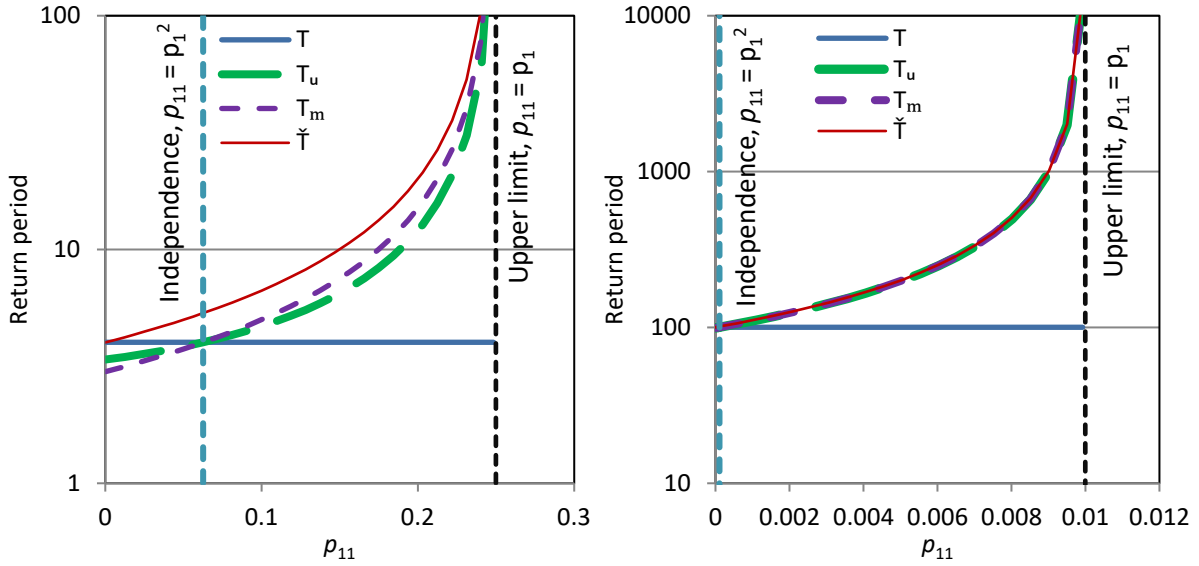 100
10
1
Return period
Independence, p₁₁ = p₁²
T
Tᵤ
Tₘ
Ť
Upper limit, p₁₁ = p₁
0
0.1
0.2
0.3
p₁₁
10000
1000
100
10
Return period
Independence, p₁₁ = p₁²
T
Tᵤ
Tₘ
Ť
Upper limit, p₁₁ = p₁
0
0.002
0.004
0.006
0.008
0.01
0.012
p₁₁